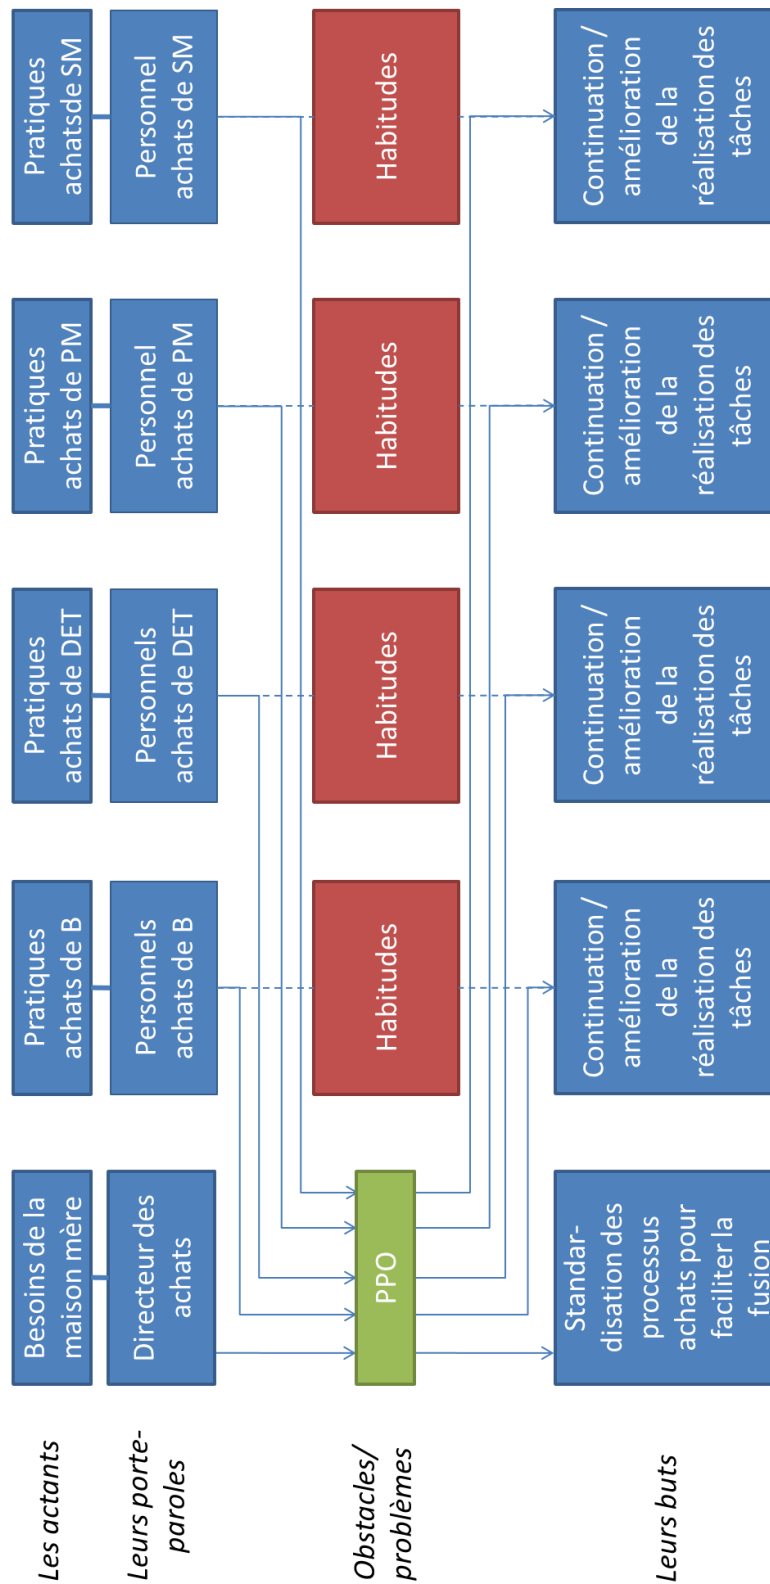 Les actants
Besoins de la
maison mère
Pratiques
achats de B
Pratiques
achats de DET
Pratiques
achats de PM
Pratiques
achatsde SM
Leurs porte-
paroles
Directeur des
achats
Personnels
achats de B
Personnels
achats de DET
Personnel
achats de PM
Personnel
achats de SM
Obstacles/
problèmes
PPO
Habitudes
Habitudes
Habitudes
Habitudes
Leurs buts
Standar-
disation des
processus
achats pour
faciliter la
fusion
Continuation /
amélioration
de la
réalisation des
tâches
Continuation /
amélioration
de la
réalisation des
tâches
Continuation /
amélioration
de la
réalisation des
tâches
Continuation /
amélioration
de la
réalisation des
tâches